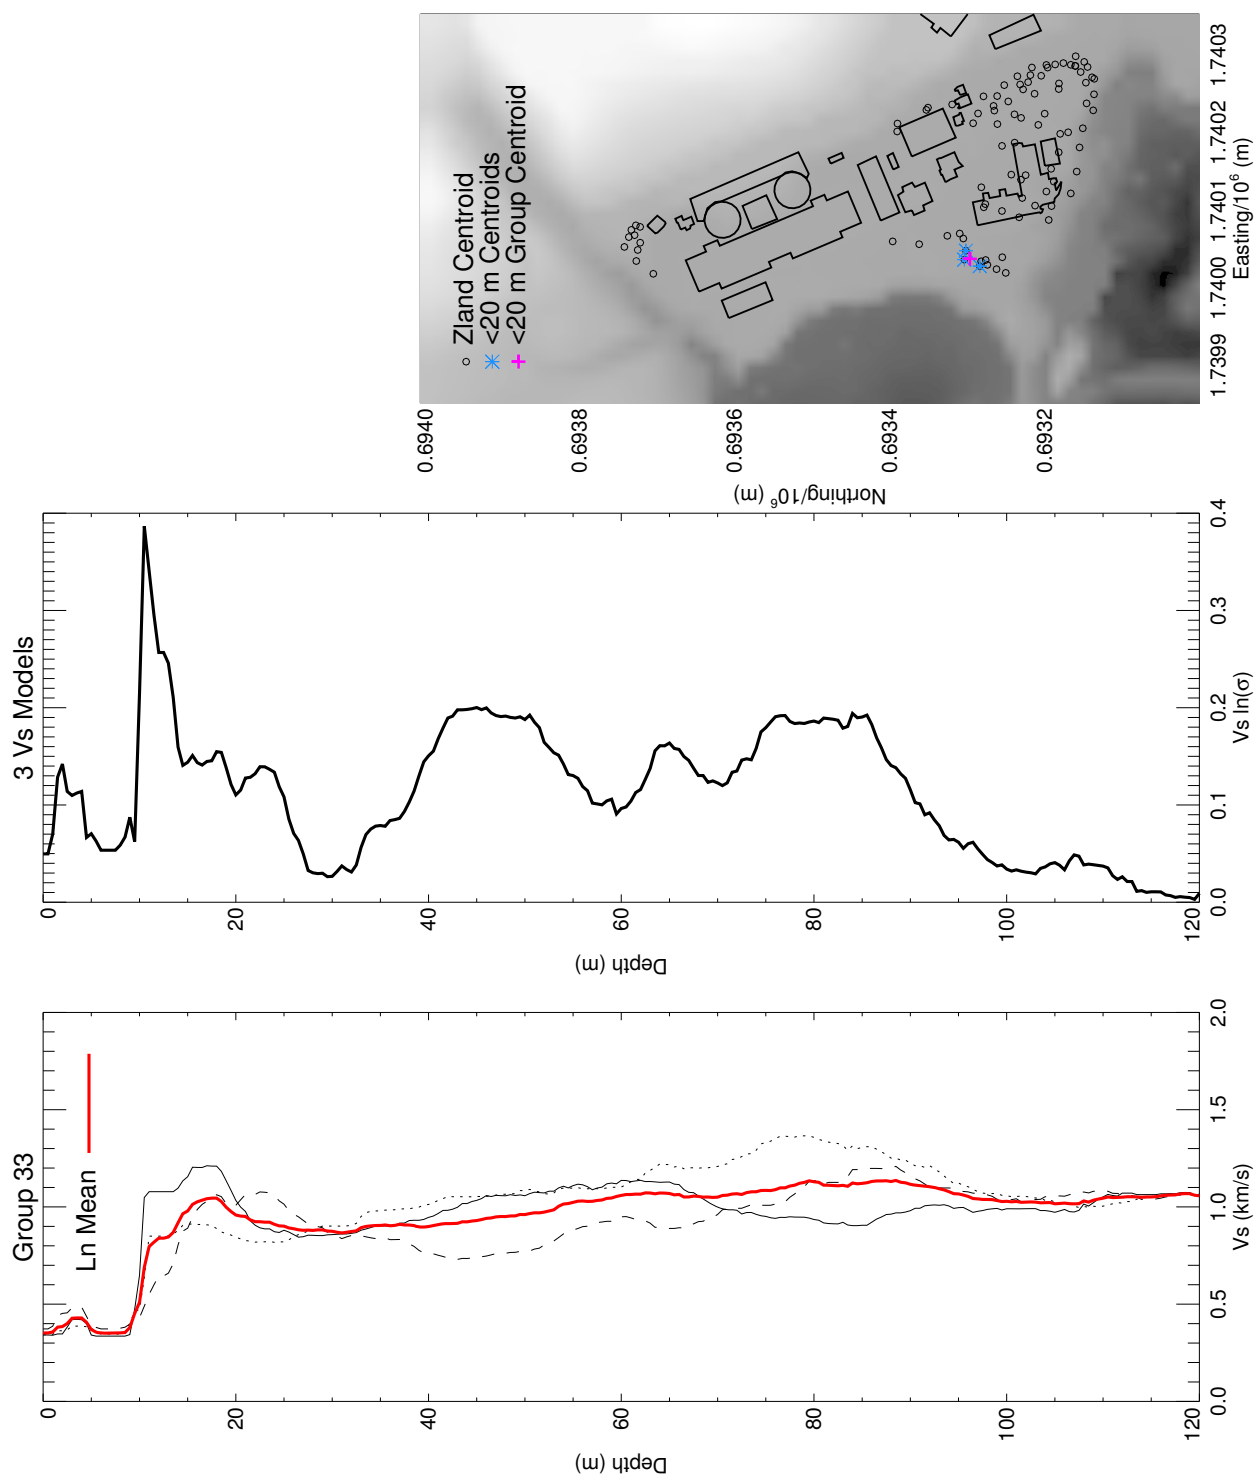 Group 33
Ln Mean
0
20
40
60
80
100
120
Depth (m)
0.0
0.5
1.0
1.5
2.0
Vs (km/s)
3 Vs Models
0
20
40
60
80
100
120
Depth (m)
0.0
0.1
0.2
0.3
0.4
Vs ln(σ)
Zland Centroid
<20 m Centroids
<20 m Group Centroid
0.6940
0.6938
0.6936
0.6934
0.6932
Northing/10⁶ (m)
1.7399
1.7400
1.7401
1.7402
1.7403
Easting/10⁶ (m)